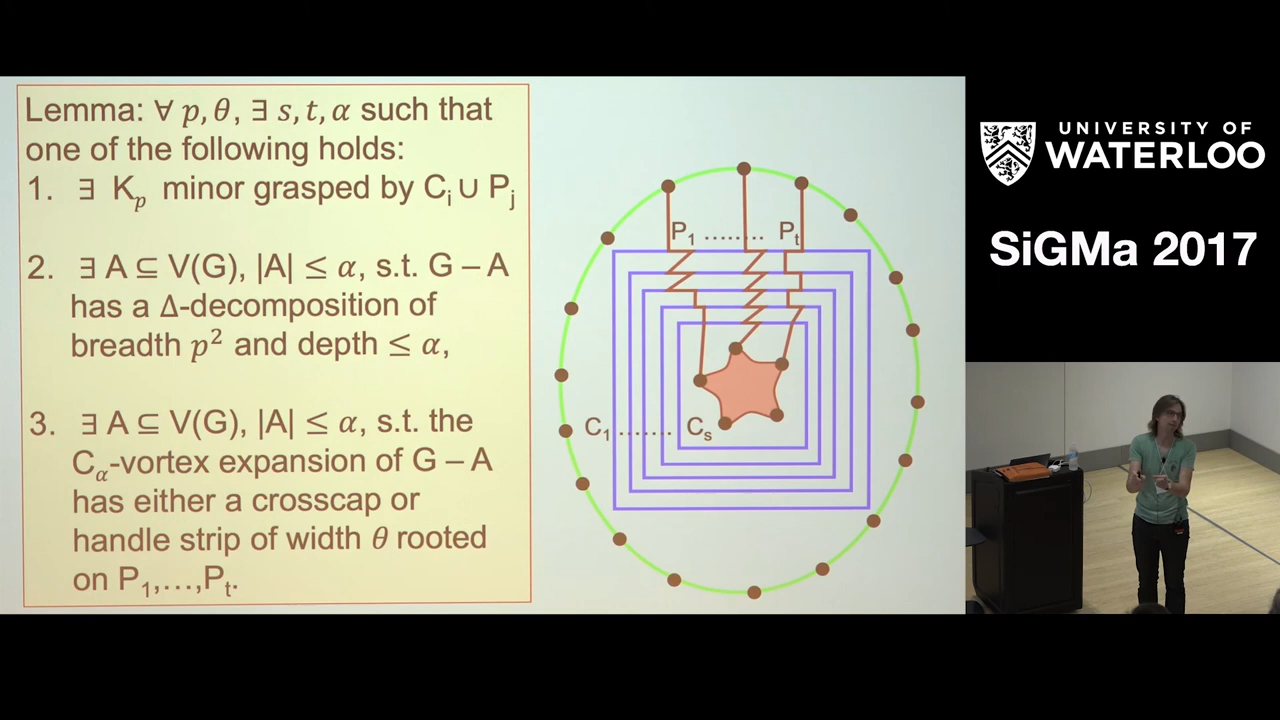 Lemma: ∀ p, θ, ∃ s, t, α such that
one of the following holds:
1. ∃ Kₚ minor grasped by Cᵢ ∪ Pⱼ
2. ∃ A ⊆ V(G), |A| ≤ α, s.t. G – A
has a Δ-decomposition of
breadth p² and depth ≤ α,
3. ∃ A ⊆ V(G), |A| ≤ α, s.t. the
C_α-vortex expansion of G – A
has either a crosscap or
handle strip of width θ rooted
on P₁,…,Pₜ.
P₁ ........ Pₜ
C₁ ....... Cₛ
UNIVERSITY OF
WATERLOO
SiGMa 2017